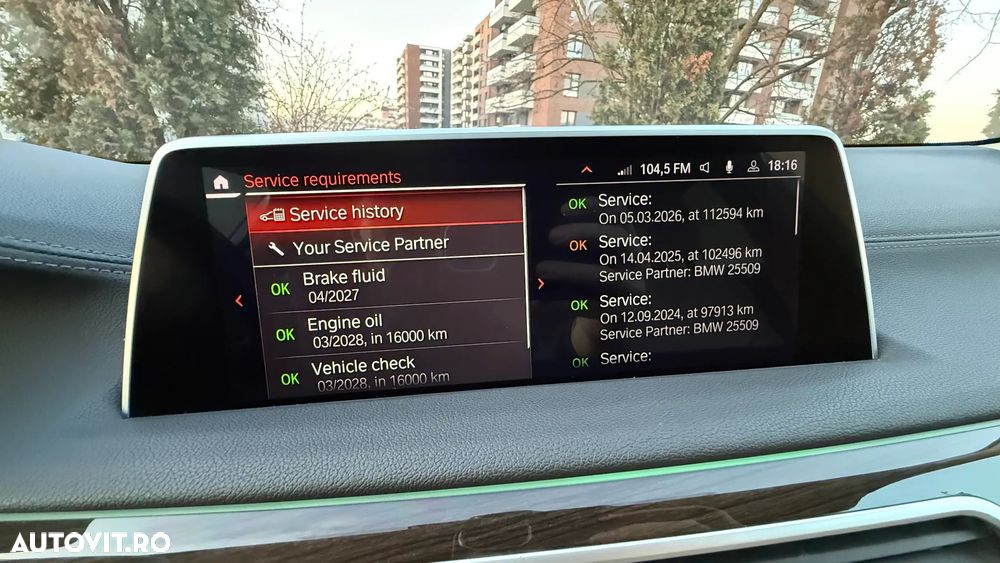 Service requirements
104,5 FM 18:16
Service history
Your Service Partner
OK Brake fluid
04/2027
OK Engine oil
03/2028, in 16000 km
OK Vehicle check
03/2028, in 16000 km
OK Service:
On 05.03.2026, at 112594 km
OK Service:
On 14.04.2025, at 102496 km
Service Partner: BMW 25509
OK Service:
On 12.09.2024, at 97913 km
Service Partner: BMW 25509
OK Service:
AUTOVIT.RO